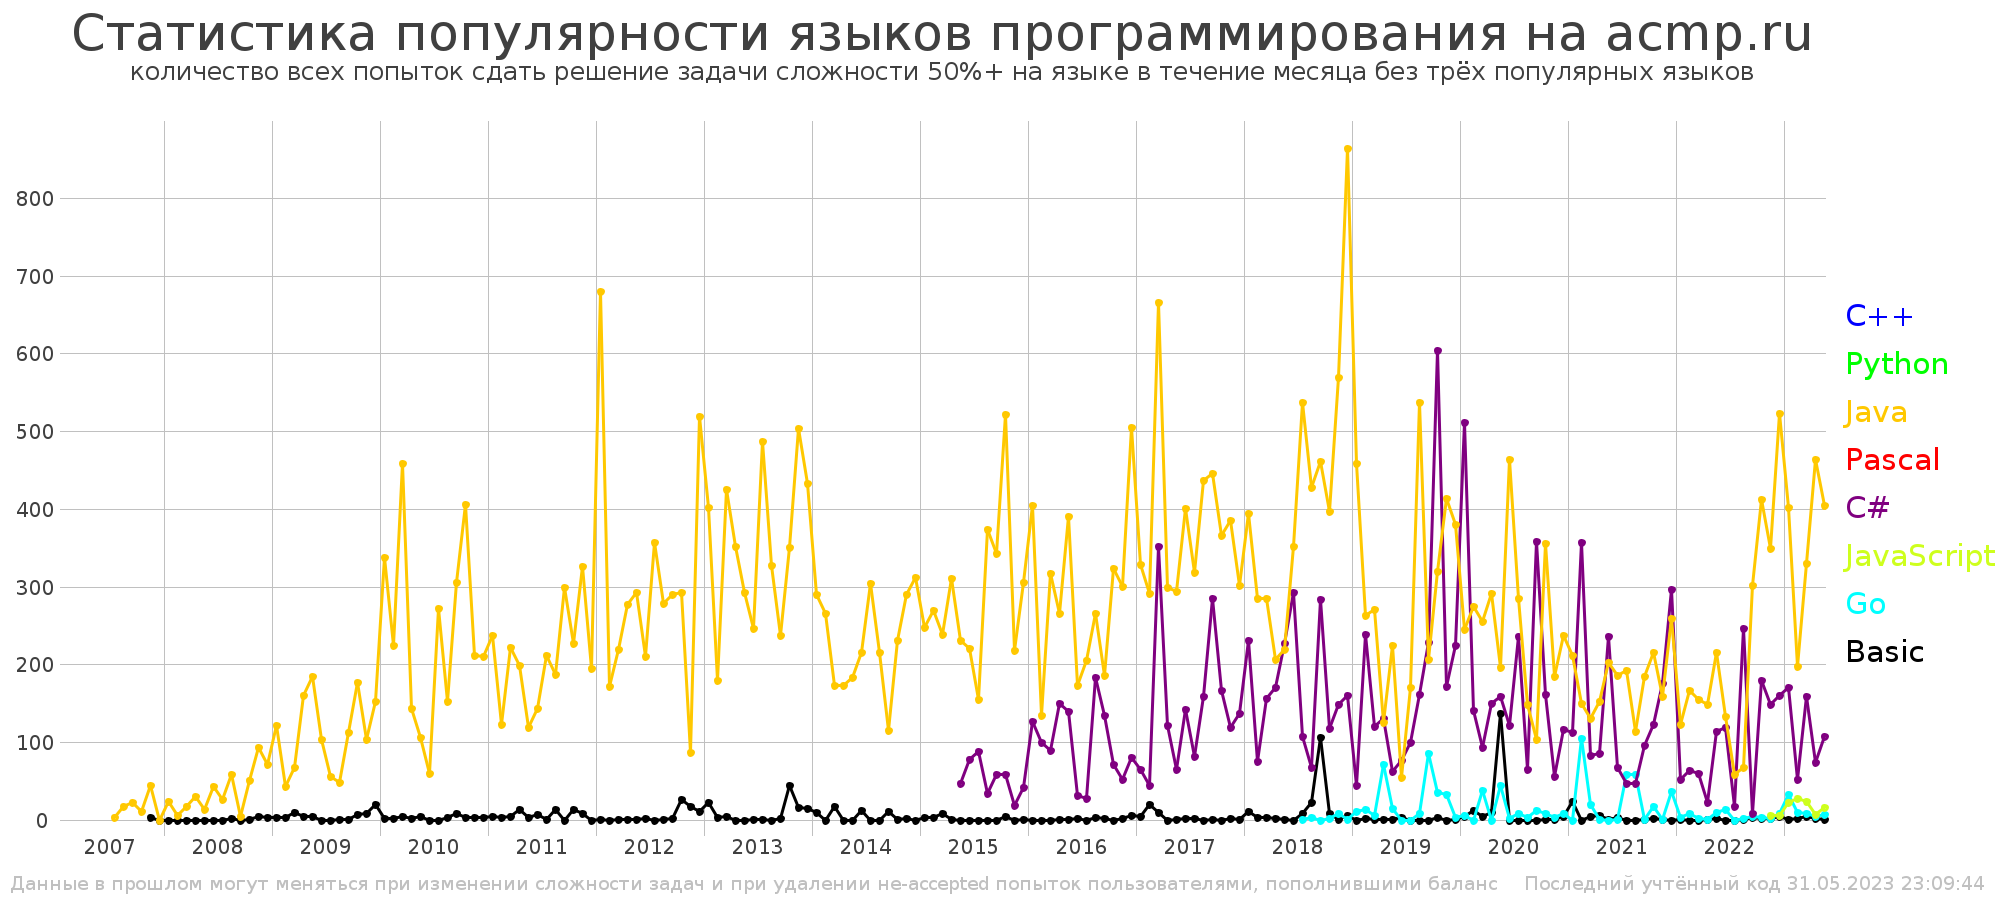 Статистика популярности языков программирования на acmp.ru
количество всех попыток сдать решение задачи сложности 50%+ на языке в течение месяца без трёх популярных языков
800
700
600
500
400
300
200
100
0
C++
Python
Java
Pascal
C#
JavaScript
Go
Basic
2007 2008 2009 2010 2011 2012 2013 2014 2015 2016 2017 2018 2019 2020 2021 2022
Данные в прошлом могут меняться при изменении сложности задач и при удалении не-accepted попыток пользователями, пополнившими баланс Последний учтённый код 31.05.2023 23:09:44